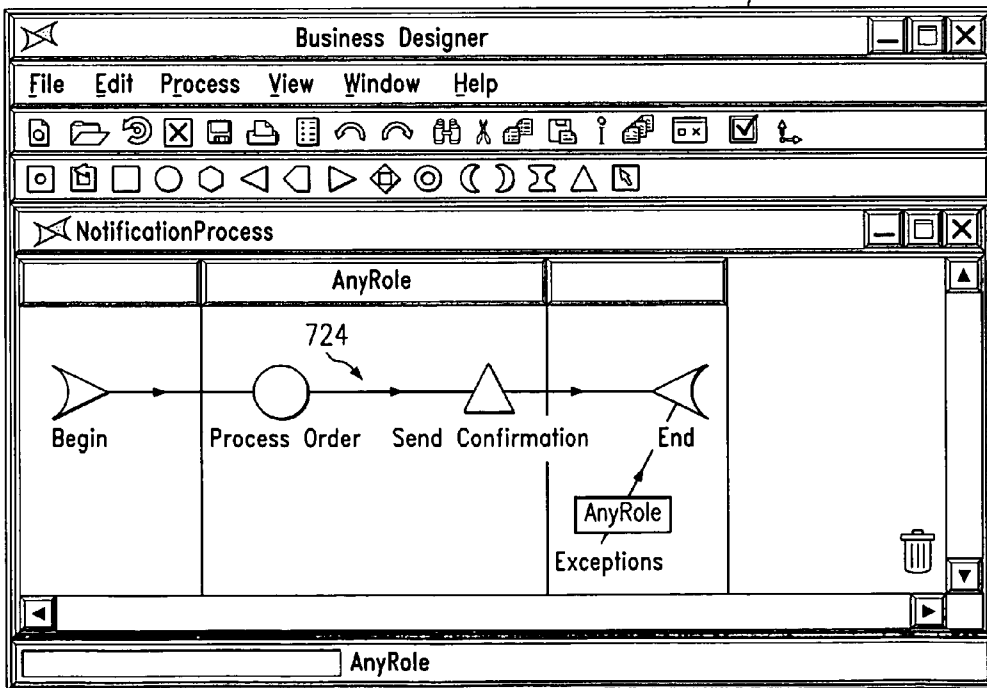 Business Designer
File Edit Process View Window Help
NotificationProcess
AnyRole
724
Begin
Process Order
Send Confirmation
End
AnyRole
Exceptions
AnyRole